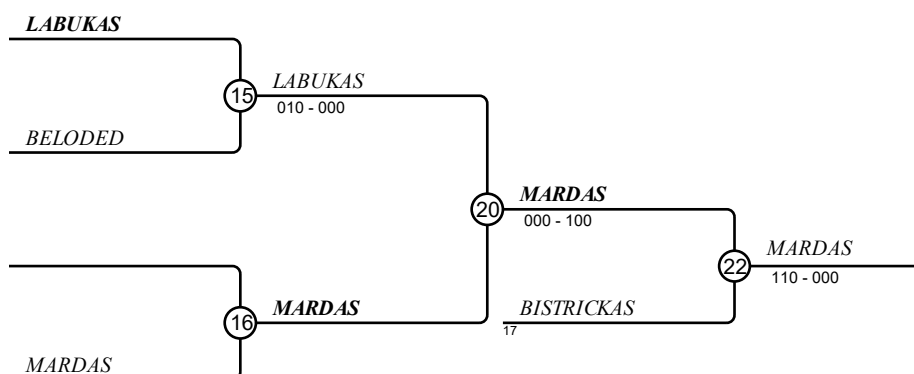 LABUKAS
15
LABUKAS
010 - 000
BELODED
20
MARDAS
000 - 100
22
MARDAS
110 - 000
16
MARDAS
BISTRICKAS
17
MARDAS